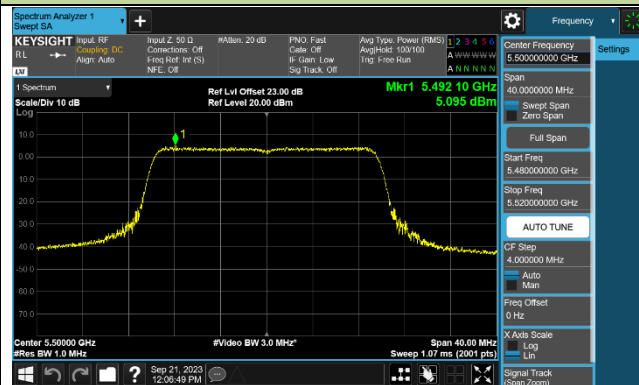 Spectrum Analyzer 1
Swept SA
Frequency
KEYSIGHT
Input: RF
Coupling: DC
Align: Auto
Input Z: 50 Ω
Corrections: Off
Freq Ref: Int (S)
NFE: Off
#Atten: 20 dB
PNO: Fast
Gate: Off
IF Gain: Low
Sig Track: Off
Avg Type: Power (RMS)
Avg|Hold: 100/100
Trig: Free Run
1 2 3 4 5 6
A W W W W W
A N N N N N
RL
LXI
1 Spectrum
Scale/Div 10 dB
Log
Ref Lvl Offset 23.00 dB
Ref Level 20.00 dBm
Mkr1 5.492 10 GHz
5.095 dBm
1
10.0
0.00
-10.0
-20.0
-30.0
-40.0
-50.0
-60.0
-70.0
Center 5.50000 GHz
#Res BW 1.0 MHz
#Video BW 3.0 MHz*
Span 40.00 MHz
Sweep 1.07 ms (2001 pts)
Center Frequency
5.500000000 GHz
Settings
Span
40.0000000 MHz
Swept Span
Zero Span
Full Span
Start Freq
5.480000000 GHz
Stop Freq
5.520000000 GHz
AUTO TUNE
CF Step
4.000000 MHz
Auto
Man
Freq Offset
0 Hz
X Axis Scale
Log
Lin
Signal Track
(Span Zoom)
Sep 21, 2023
12:06:49 PM